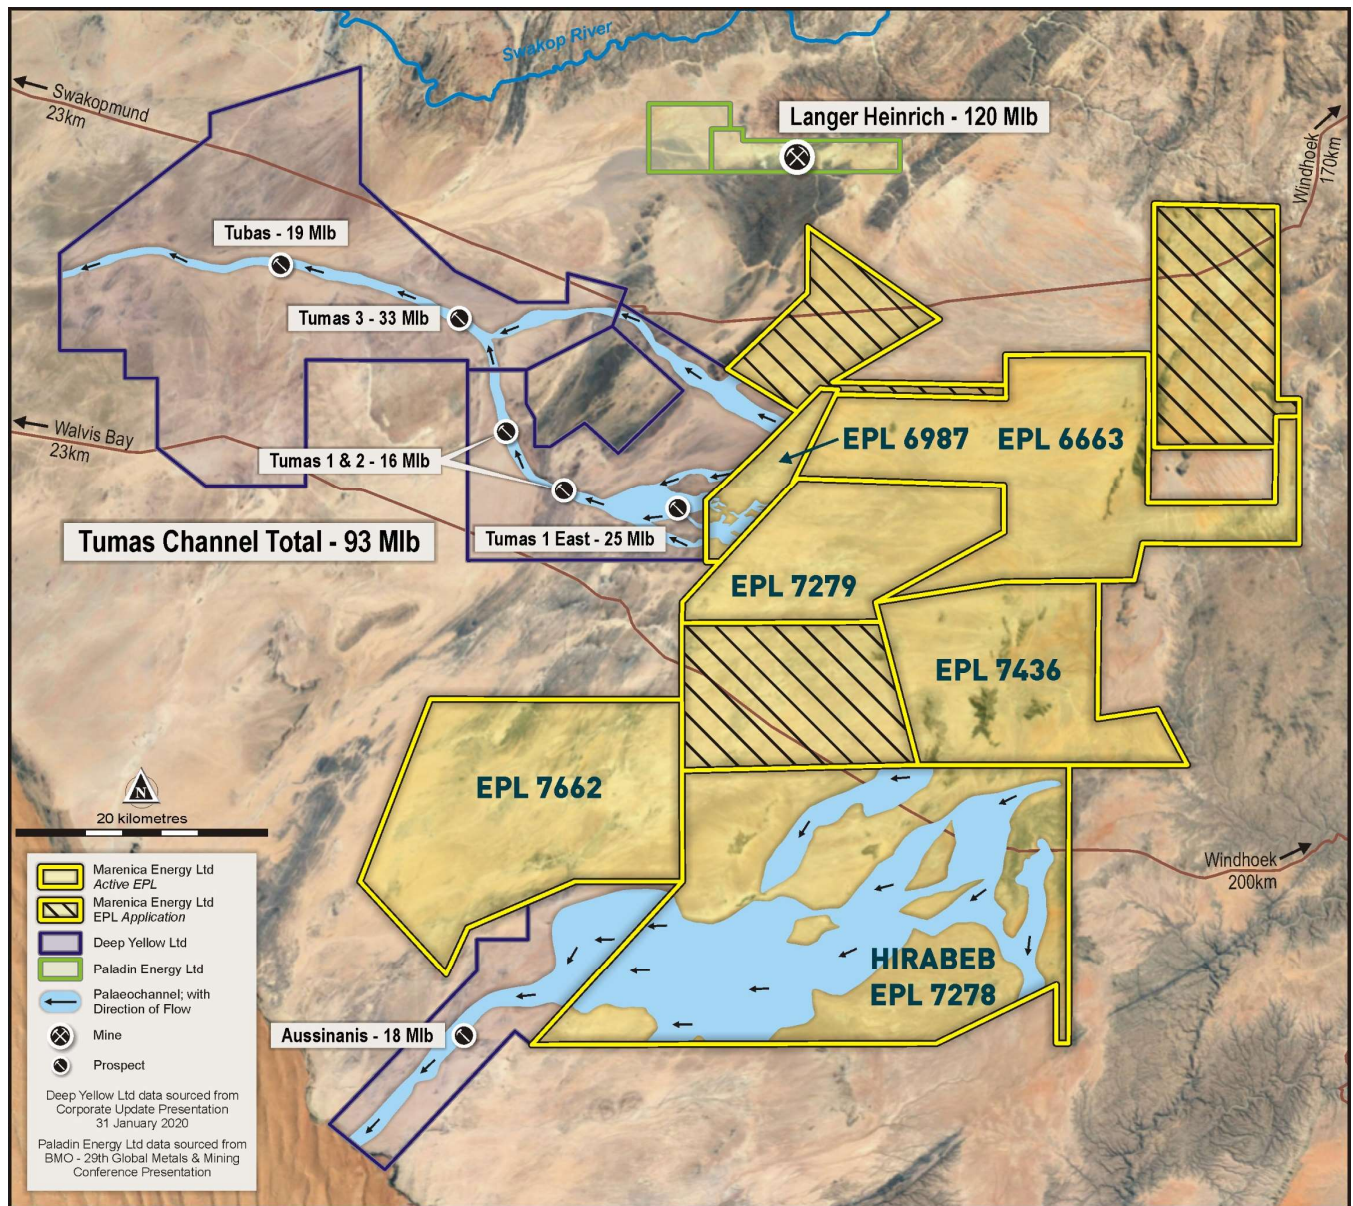 Swakop River
Swakopmund
23km
Langer Heinrich - 120 Mlb
Windhoek
170km
Tubas - 19 Mlb
Tumas 3 - 33 Mlb
Walvis Bay
23km
Tumas 1 & 2 - 16 Mlb
EPL 6987
EPL 6663
Tumas Channel Total - 93 Mlb
Tumas 1 East - 25 Mlb
EPL 7279
EPL 7436
EPL 7662
N
20 kilometres
Windhoek
200km
HIRABEB
EPL 7278
Aussinanis - 18 Mlb
Marenica Energy Ltd
Active EPL
Marenica Energy Ltd
EPL Application
Deep Yellow Ltd
Paladin Energy Ltd
Palaeochannel; with
Direction of Flow
Mine
Prospect
Deep Yellow Ltd data sourced from
Corporate Update Presentation
31 January 2020
Paladin Energy Ltd data sourced from
BMO - 29th Global Metals & Mining
Conference Presentation